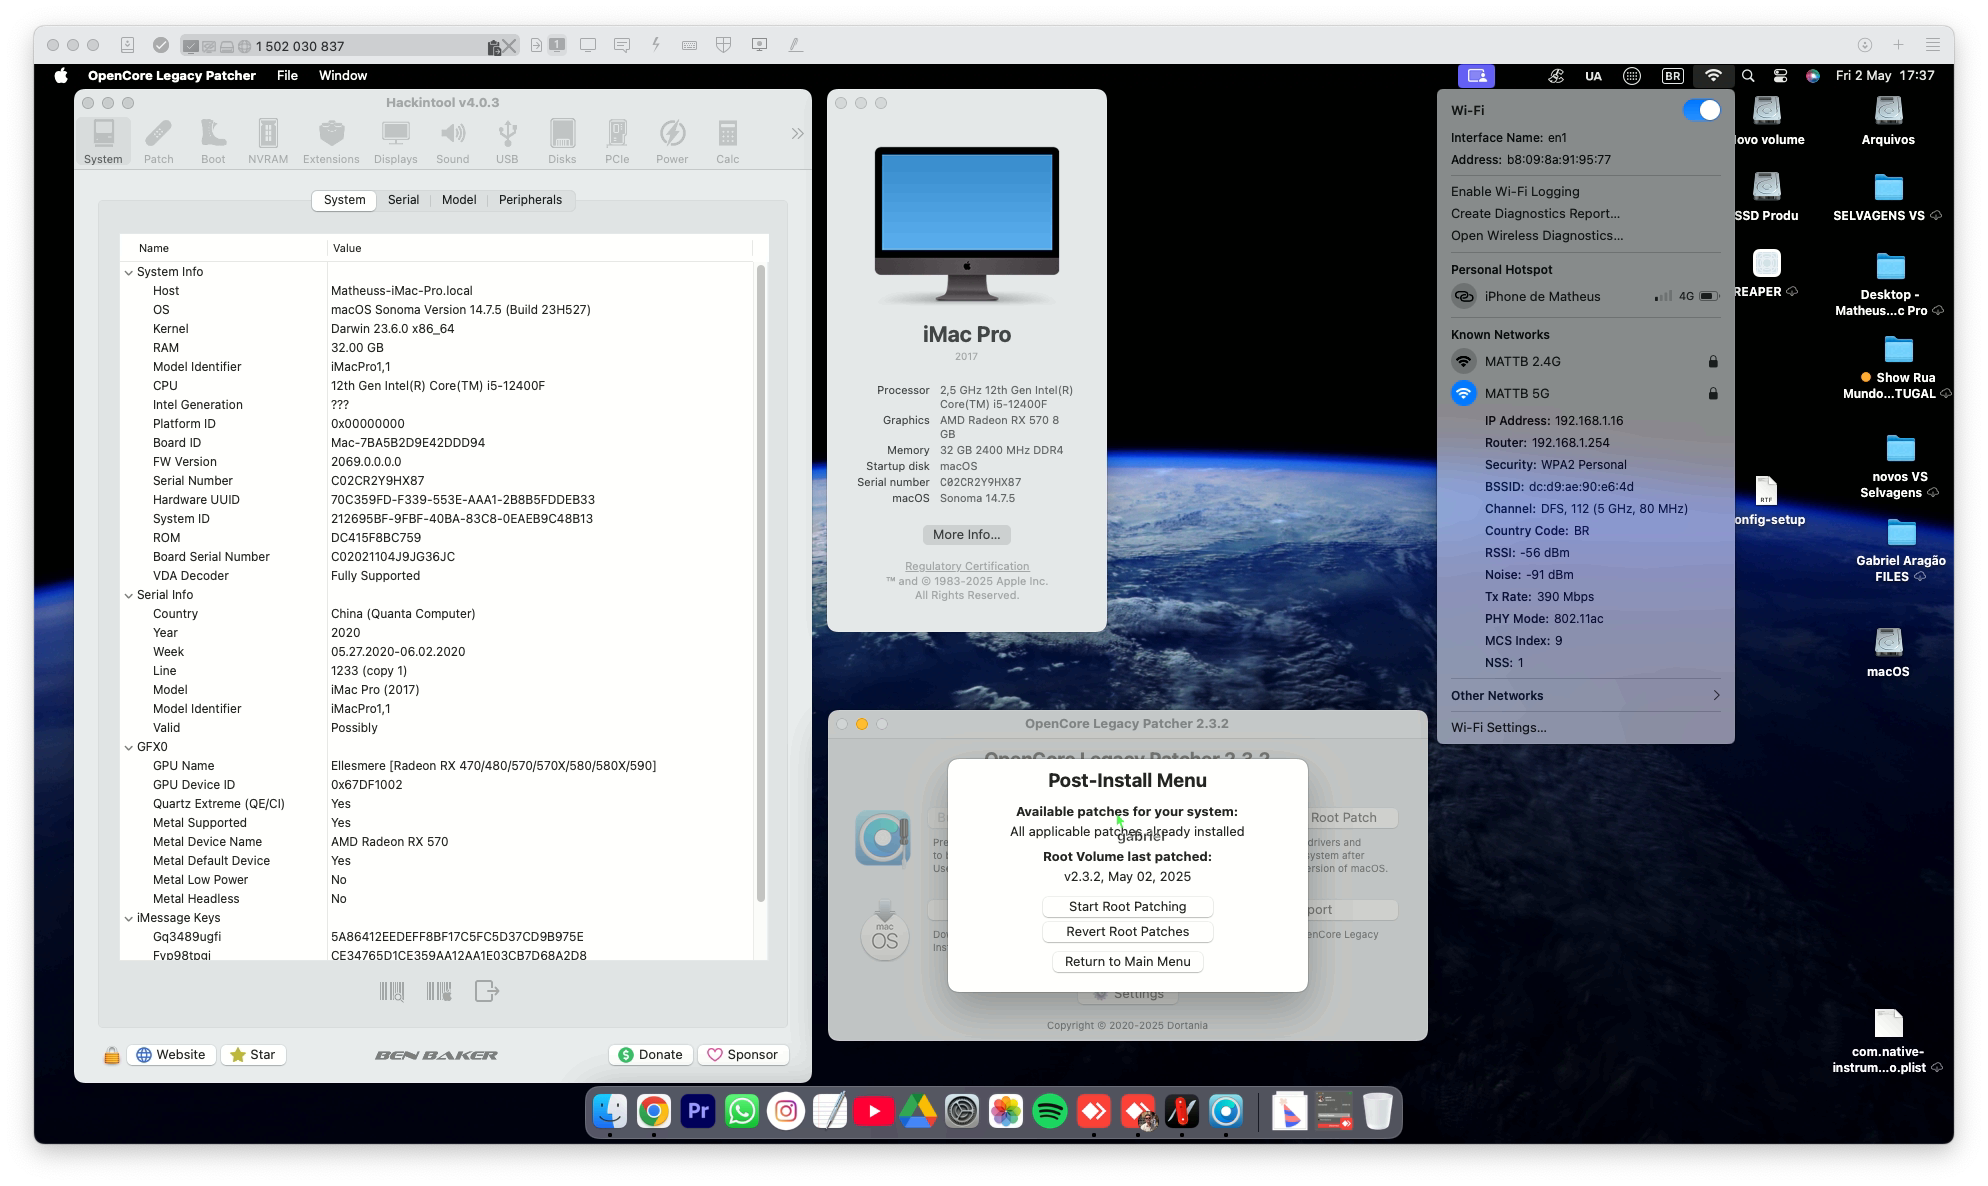 1 502 030 837
1
OpenCore Legacy Patcher File Window
UA BR Fri 2 May 17:37
Hackintool v4.0.3
System Patch Boot NVRAM Extensions Displays Sound USB Disks PCIe Power Calc
System Serial Model Peripherals
Name Value
System Info
Host Matheuss-iMac-Pro.local
OS macOS Sonoma Version 14.7.5 (Build 23H527)
Kernel Darwin 23.6.0 x86_64
RAM 32.00 GB
Model Identifier iMacPro1,1
CPU 12th Gen Intel(R) Core(TM) i5-12400F
Intel Generation ???
Platform ID 0x00000000
Board ID Mac-7BA5B2D9E42DDD94
FW Version 2069.0.0.0.0
Serial Number C02CR2Y9HX87
Hardware UUID 70C359FD-F339-553E-AAA1-2B8B5FDDEB33
System ID 212695BF-9FBF-40BA-83C8-0EAEB9C48B13
ROM DC415F8BC759
Board Serial Number C02021104J9JG36JC
VDA Decoder Fully Supported
Serial Info
Country China (Quanta Computer)
Year 2020
Week 05.27.2020-06.02.2020
Line 1233 (copy 1)
Model iMac Pro (2017)
Model Identifier iMacPro1,1
Valid Possibly
GFX0
GPU Name Ellesmere [Radeon RX 470/480/570/570X/580/580X/590]
GPU Device ID 0x67DF1002
Quartz Extreme (QE/CI) Yes
Metal Supported Yes
Metal Device Name AMD Radeon RX 570
Metal Default Device Yes
Metal Low Power No
Metal Headless No
iMessage Keys
Gq3489ugfi 5A86412EEDEFF8BF17C5FC5D37CD9B975E
Fyp98tpgj CE34765D1CE359AA12AA1E03CB7D68A2D8
Website Star BEN BAKER Donate Sponsor
iMac Pro
2017
Processor 2,5 GHz 12th Gen Intel(R)
Core(TM) i5-12400F
Graphics AMD Radeon RX 570 8
GB
Memory 32 GB 2400 MHz DDR4
Startup disk macOS
Serial number C02CR2Y9HX87
macOS Sonoma 14.7.5
More Info...
Regulatory Certification
™ and © 1983-2025 Apple Inc.
All Rights Reserved.
OpenCore Legacy Patcher 2.3.2
OpenCore Legacy Patcher 2.3.2
Post-Install Menu
Available patches for your system:
All applicable patches already installed
gabriel
Root Volume last patched:
v2.3.2, May 02, 2025
Start Root Patching
Revert Root Patches
Return to Main Menu
Root Patch
drivers and
system after
version of macOS.
mac
OS
port
OpenCore Legacy
Settings
Copyright © 2020-2025 Dortania
Wi-Fi
Interface Name: en1
Address: b8:09:8a:91:95:77
Enable Wi-Fi Logging
Create Diagnostics Report...
Open Wireless Diagnostics...
Personal Hotspot
iPhone de Matheus 4G
Known Networks
MATTB 2.4G
MATTB 5G
IP Address: 192.168.1.16
Router: 192.168.1.254
Security: WPA2 Personal
BSSID: dc:d9:ae:90:e6:4d
Channel: DFS, 112 (5 GHz, 80 MHz)
Country Code: BR
RSSI: -56 dBm
Noise: -91 dBm
Tx Rate: 390 Mbps
PHY Mode: 802.11ac
MCS Index: 9
NSS: 1
Other Networks
Wi-Fi Settings...
ovo volume
Arquivos
SSD Produ
SELVAGENS VS
REAPER
Desktop -
Matheus...c Pro
Show Rua
Mundo...TUGAL
novos VS
Selvagens
RTF
onfig-setup
Gabriel Aragão
FILES
macOS
com.native-
instrum...o.plist
Pr